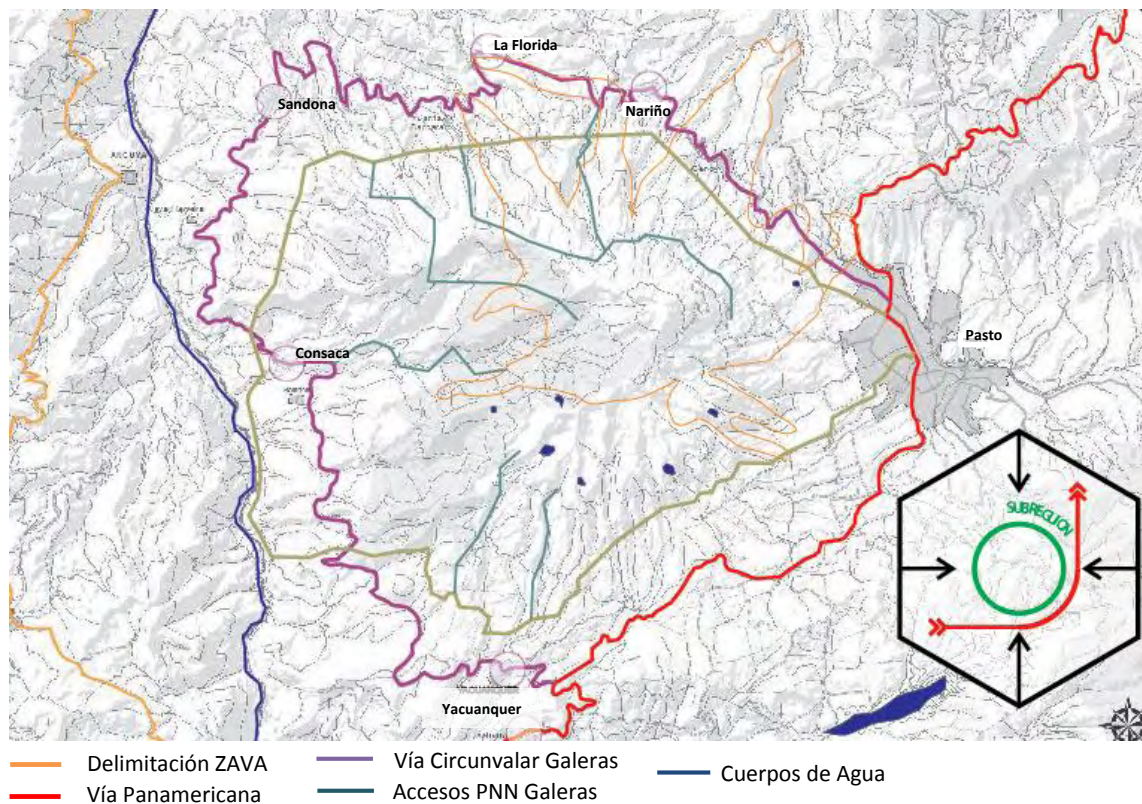 La Florida
Sandona
Nariño
Consaca
Pasto
SUBREGION
Yacuanquer
Delimitación ZAVA
Vía Circunvalar Galeras
Cuerpos de Agua
Vía Panamericana
Accesos PNN Galeras